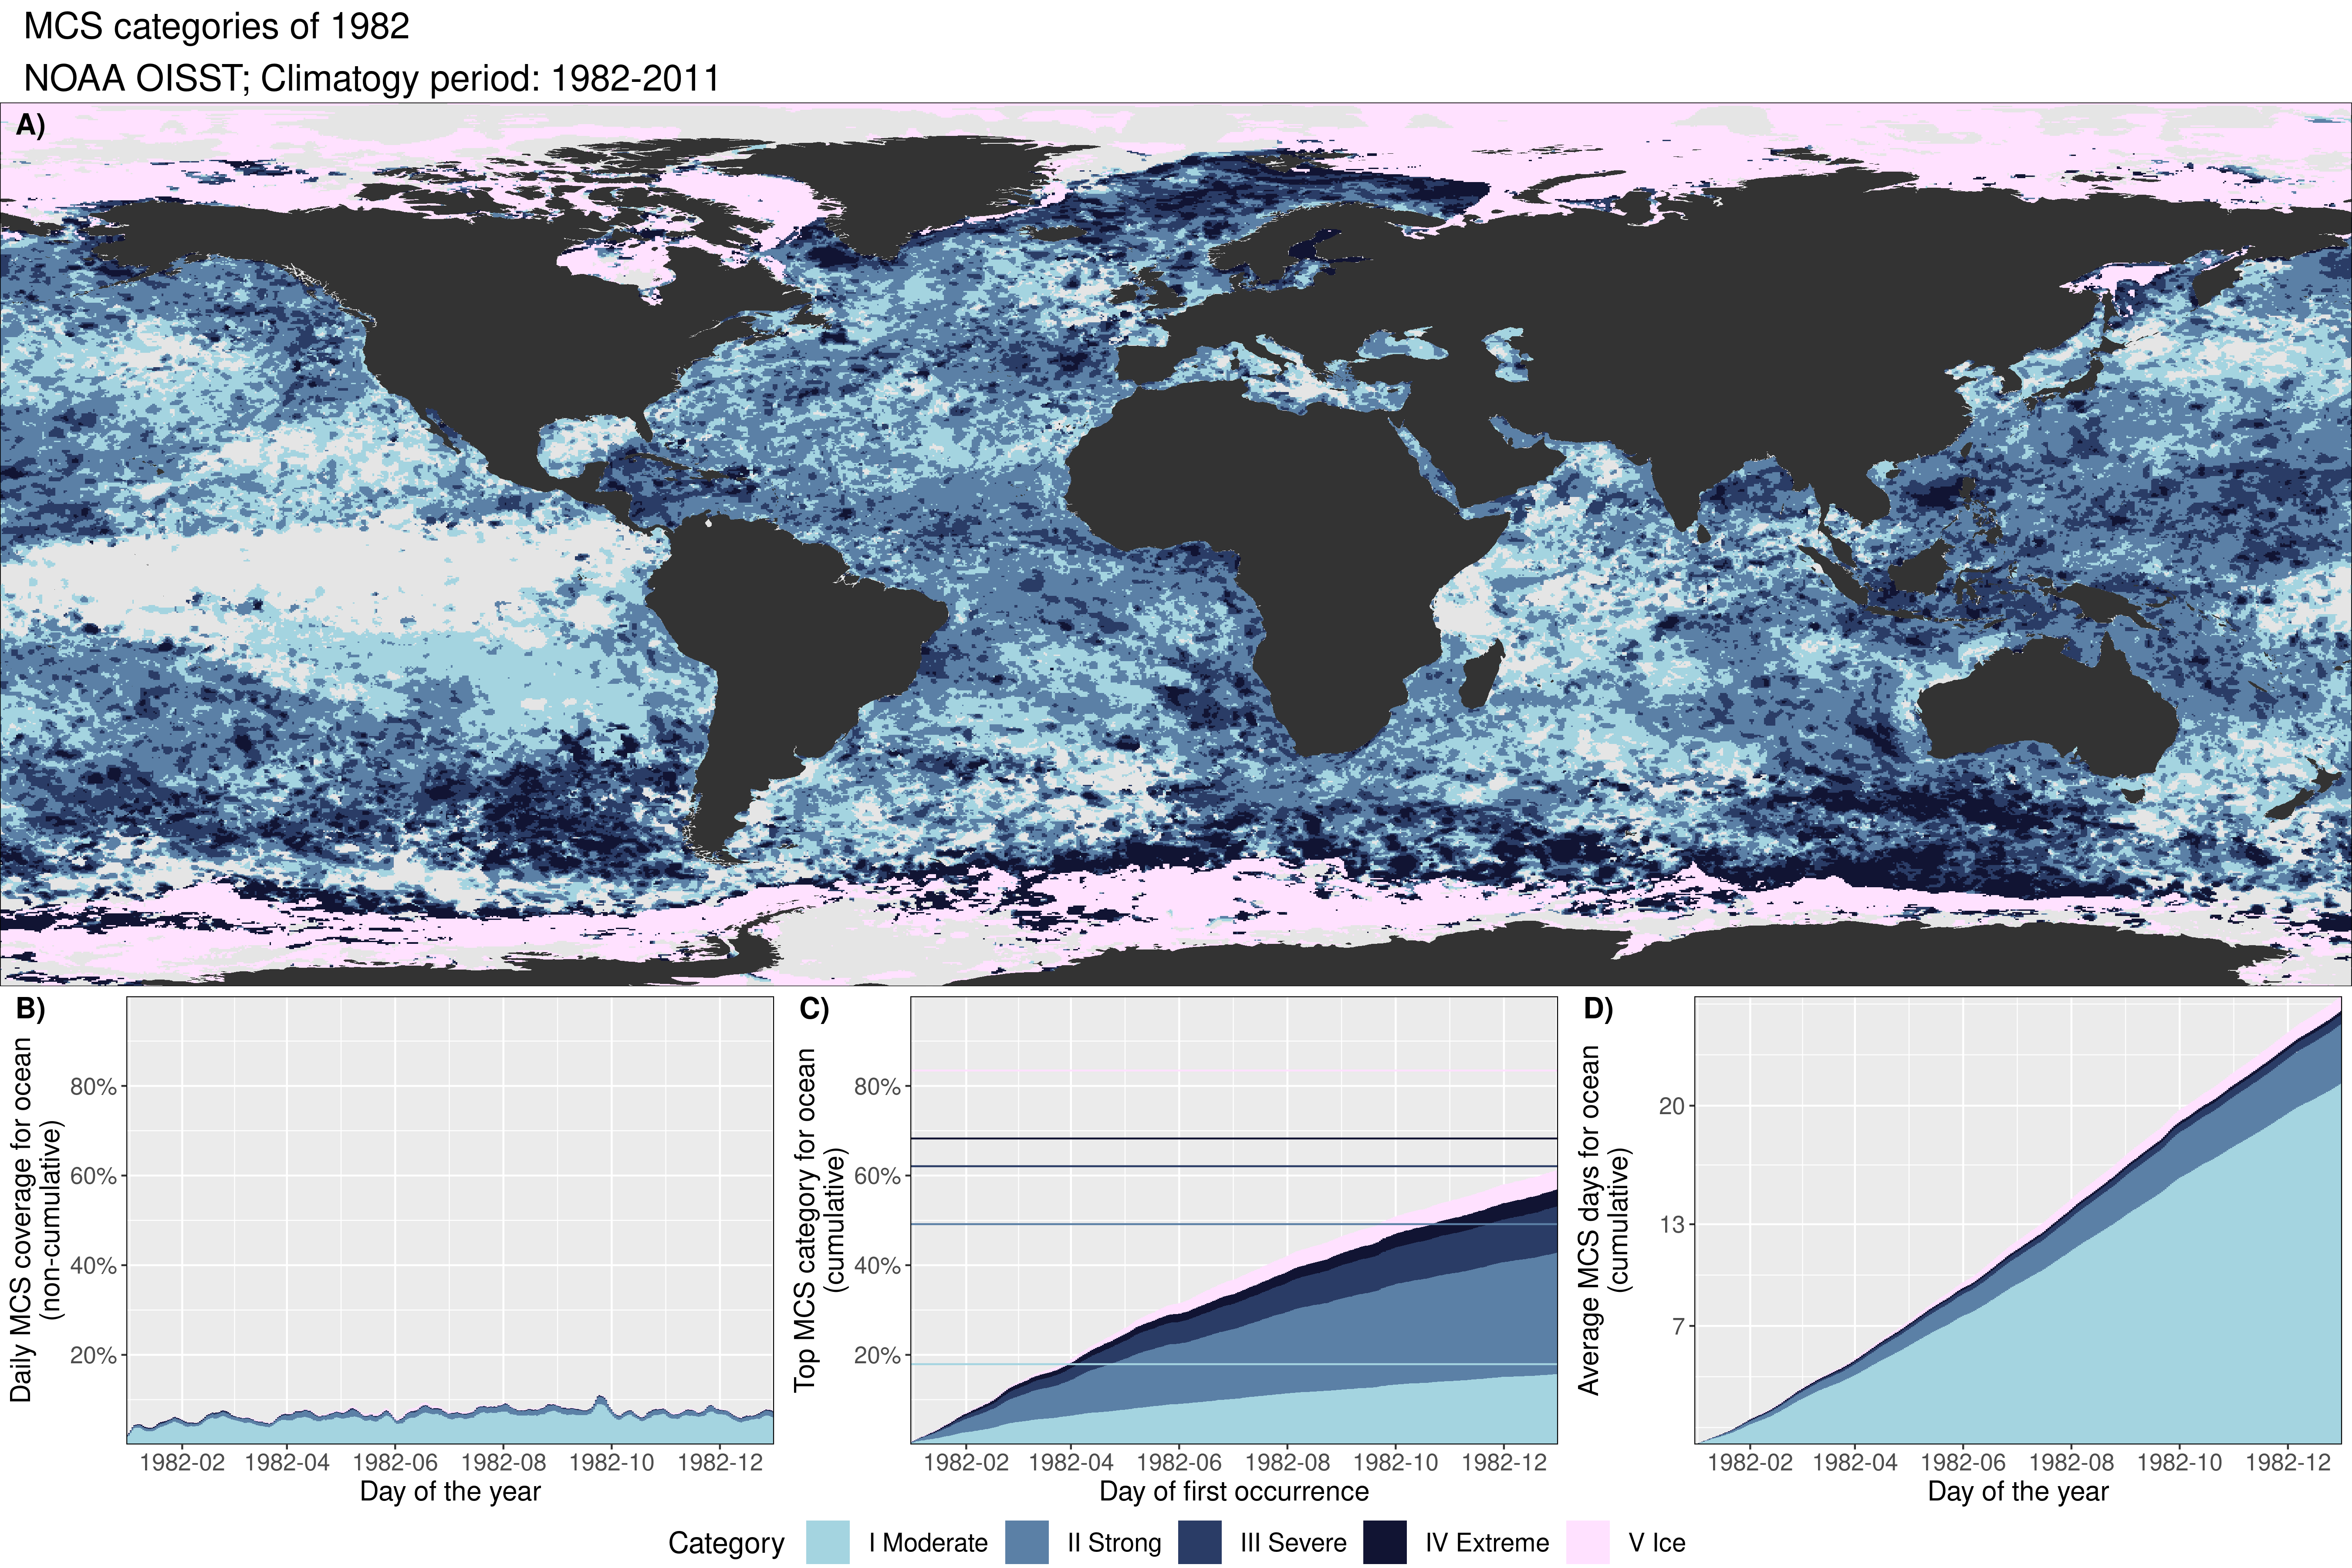 MCS categories of 1982
NOAA OISST; Climatogy period: 1982-2011
A)
B)
Daily MCS coverage for ocean
(non-cumulative)
80%
60%
40%
20%
1982-02 1982-04 1982-06 1982-08 1982-10 1982-12
Day of the year
C)
Top MCS category for ocean
(cumulative)
80%
60%
40%
20%
1982-02 1982-04 1982-06 1982-08 1982-10 1982-12
Day of first occurrence
D)
Average MCS days for ocean
(cumulative)
20
13
7
1982-02 1982-04 1982-06 1982-08 1982-10 1982-12
Day of the year
Category I Moderate II Strong III Severe IV Extreme V Ice